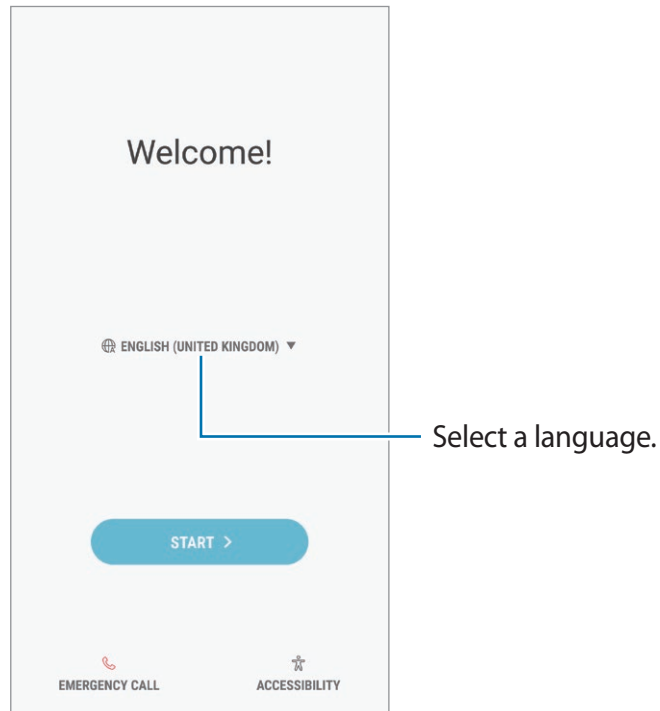 Welcome!
ENGLISH (UNITED KINGDOM)
Select a language.
START
EMERGENCY CALL
ACCESSIBILITY